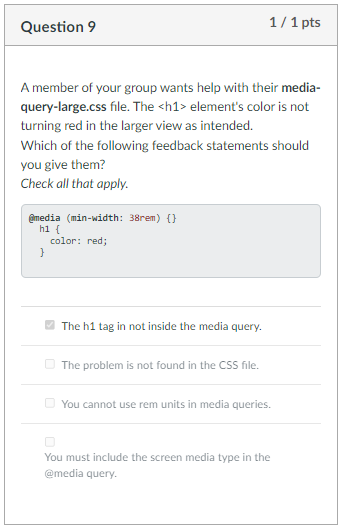 Question 9
1 / 1 pts
A member of your group wants help with their media-
query-large.css file. The <h1> element's color is not
turning red in the larger view as intended.
Which of the following feedback statements should
you give them?
Check all that apply.
@media (min-width: 38rem) {}
  h1 {
    color: red;
  }
The h1 tag in not inside the media query.
The problem is not found in the CSS file.
You cannot use rem units in media queries.
You must include the screen media type in the
@media query.